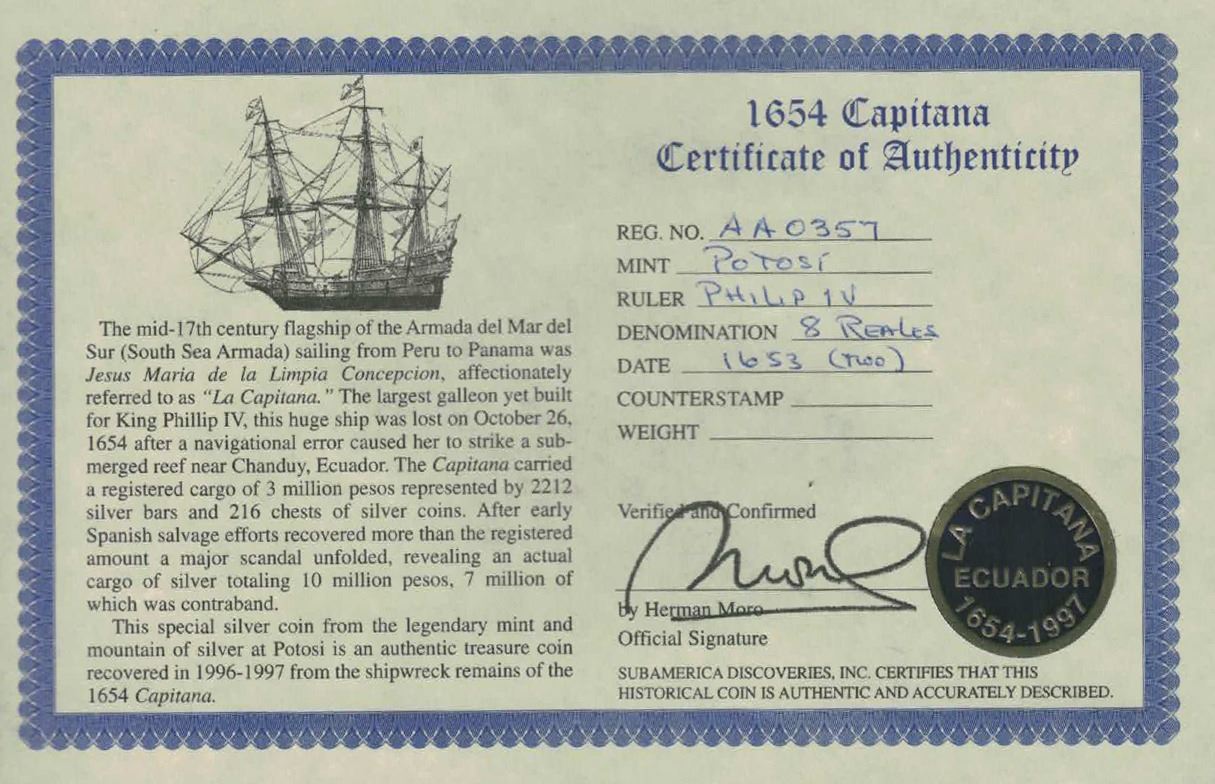 The mid-17th century flagship of the Armada del Mar del
Sur (South Sea Armada) sailing from Peru to Panama was
Jesus Maria de la Limpia Concepcion, affectionately
referred to as "La Capitana." The largest galleon yet built
for King Phillip IV, this huge ship was lost on October 26,
1654 after a navigational error caused her to strike a sub-
merged reef near Chanduy, Ecuador. The Capitana carried
a registered cargo of 3 million pesos represented by 2212
silver bars and 216 chests of silver coins. After early
Spanish salvage efforts recovered more than the registered
amount a major scandal unfolded, revealing an actual
cargo of silver totaling 10 million pesos, 7 million of
which was contraband.
This special silver coin from the legendary mint and
mountain of silver at Potosi is an authentic treasure coin
recovered in 1996-1997 from the shipwreck remains of the
1654 Capitana.
1654 Capitana
Certificate of Authenticity
REG. NO. AA0357
MINT POTOSÍ
RULER PHILIP IV
DENOMINATION 8 REALES
DATE 1653 (TWO)
COUNTERSTAMP
WEIGHT
Verified and Confirmed
by Herman Moro
Official Signature
SUBAMERICA DISCOVERIES, INC. CERTIFIES THAT THIS
HISTORICAL COIN IS AUTHENTIC AND ACCURATELY DESCRIBED.
LA CAPITANA
ECUADOR
1654-1997